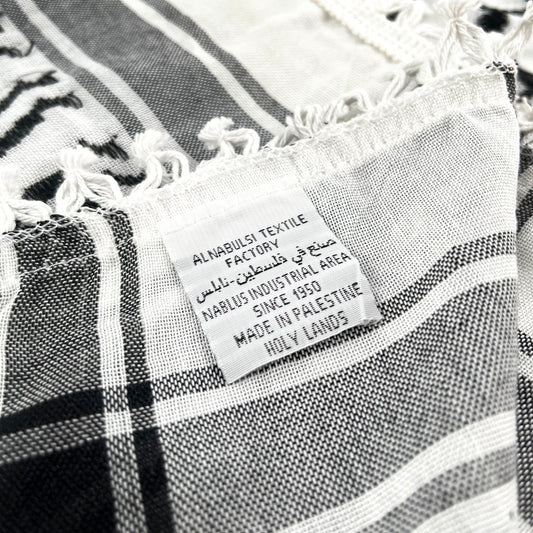 ALNABULSI TEXTILE
FACTORY
صنع في فلسطين-نابلس
NABLUS INDUSTRIAL AREA
SINCE 1950
MADE IN PALESTINE
HOLY LANDS